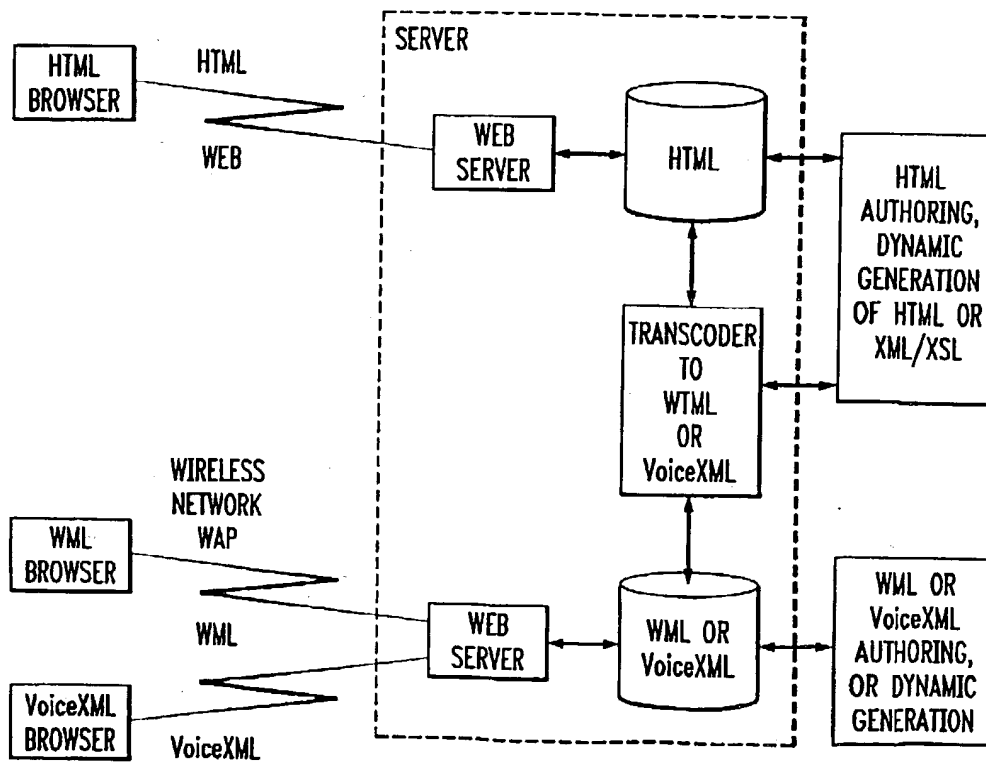 SERVER
HTML
BROWSER
HTML
WEB
WEB
SERVER
HTML
HTML
AUTHORING,
DYNAMIC
GENERATION
OF HTML OR
XML/XSL
TRANSCODER
TO
WTML
OR
VoiceXML
WIRELESS
NETWORK
WAP
WML
BROWSER
WML
WEB
SERVER
WML OR
VoiceXML
WML OR
VoiceXML
AUTHORING,
OR DYNAMIC
GENERATION
VoiceXML
BROWSER
VoiceXML